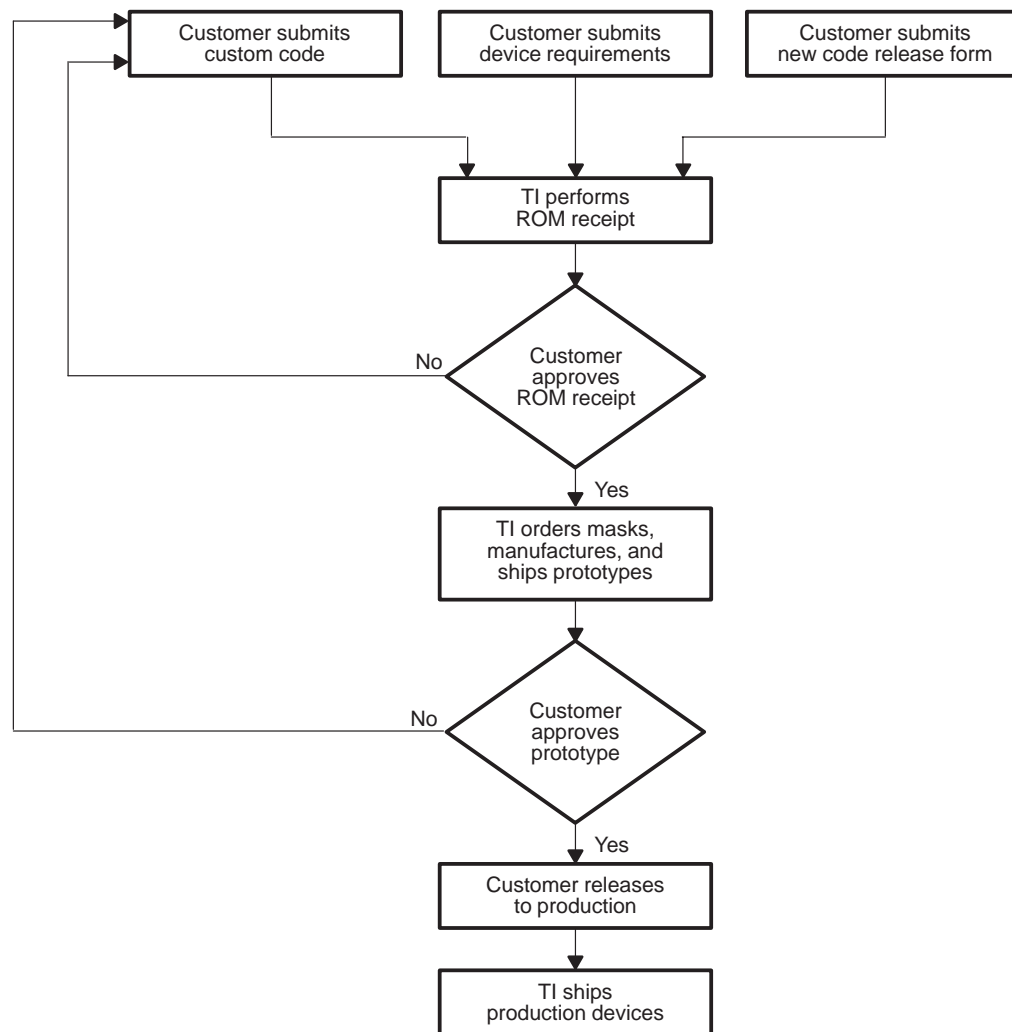 Customer submits
custom code
Customer submits
device requirements
Customer submits
new code release form
TI performs
ROM receipt
No
Customer
approves
ROM receipt
Yes
TI orders masks,
manufactures, and
ships prototypes
No
Customer
approves
prototype
Yes
Customer releases
to production
TI ships
production devices